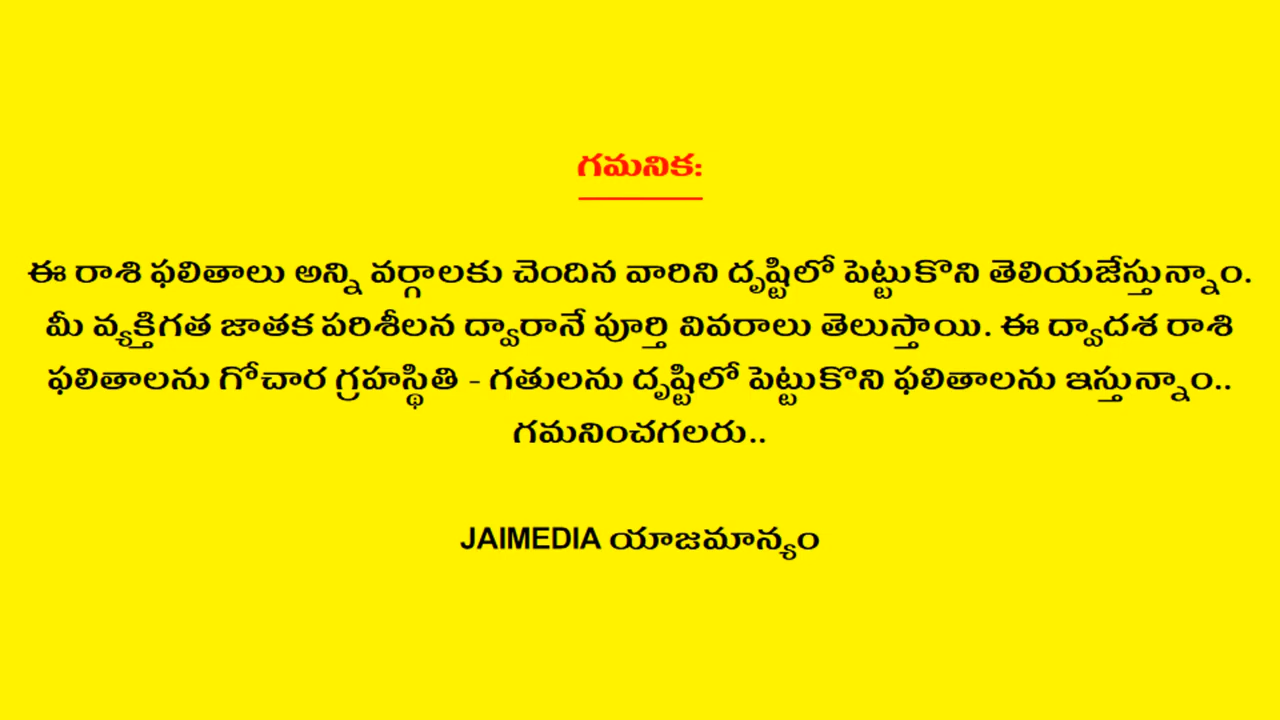 గమనిక:
ఈ రాశి ఫలితాలు అన్ని వర్గాలకు చెందిన వారిని దృష్టిలో పెట్టుకొని తెలియజేస్తున్నాం.
మీ వ్యక్తిగత జాతక పరిశీలన ద్వారానే పూర్తి వివరాలు తెలుస్తాయి. ఈ ద్వాదశ రాశి
ఫలితాలను గోచార గ్రహస్థితి - గతులను దృష్టిలో పెట్టుకొని ఫలితాలను ఇస్తున్నాం..
గమనించగలరు..
JAIMEDIA యాజమాన్యం